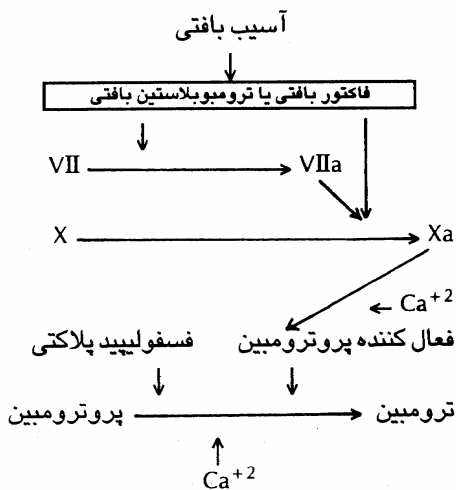 آسیب بافتی
فاکتور بافتی یا ترومبوپلاستین بافتی
VII VIIa
X Xa
Ca+2
فعال کننده پروترومبین فسفولیپید پلاکتی
پروترومبین ترومبین
Ca+2